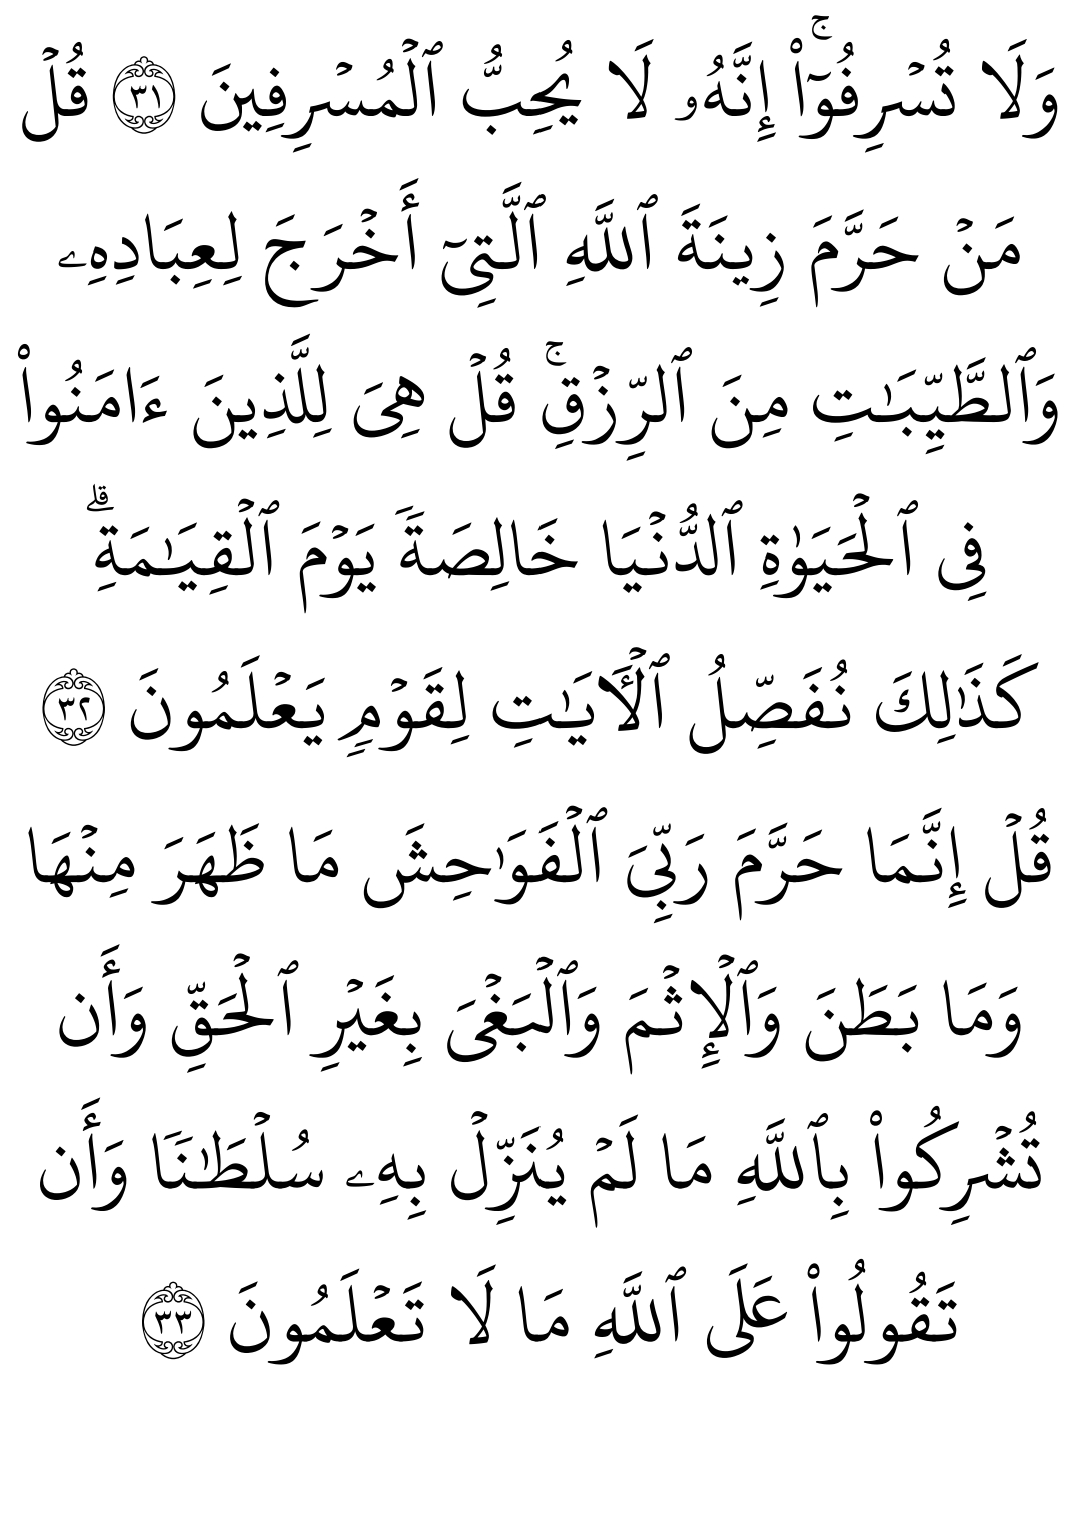 وَلَا تُسۡرِفُوٓاْۚ إِنَّهُۥ لَا يُحِبُّ ٱلۡمُسۡرِفِينَ ٣١ قُلۡ
مَنۡ حَرَّمَ زِينَةَ ٱللَّهِ ٱلَّتِيٓ أَخۡرَجَ لِعِبَادِهِۦ
وَٱلطَّيِّبَٰتِ مِنَ ٱلرِّزۡقِۚ قُلۡ هِيَ لِلَّذِينَ ءَامَنُواْ
فِي ٱلۡحَيَوٰةِ ٱلدُّنۡيَا خَالِصَةٗ يَوۡمَ ٱلۡقِيَٰمَةِۗ
كَذَٰلِكَ نُفَصِّلُ ٱلۡأٓيَٰتِ لِقَوۡمٖ يَعۡلَمُونَ ٣٢
قُلۡ إِنَّمَا حَرَّمَ رَبِّيَ ٱلۡفَوَٰحِشَ مَا ظَهَرَ مِنۡهَا
وَمَا بَطَنَ وَٱلۡإِثۡمَ وَٱلۡبَغۡيَ بِغَيۡرِ ٱلۡحَقِّ وَأَن
تُشۡرِكُواْ بِٱللَّهِ مَا لَمۡ يُنَزِّلۡ بِهِۦ سُلۡطَٰنٗا وَأَن
تَقُولُواْ عَلَى ٱللَّهِ مَا لَا تَعۡلَمُونَ ٣٣